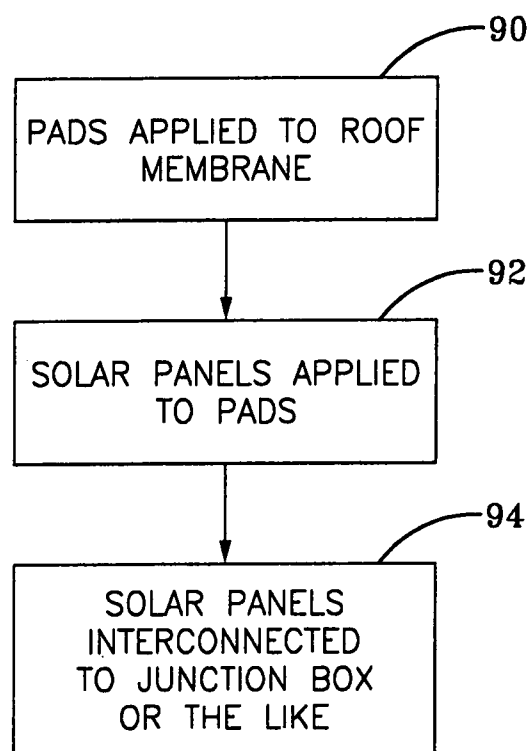 90
PADS APPLIED TO ROOF
MEMBRANE
92
SOLAR PANELS APPLIED
TO PADS
94
SOLAR PANELS
INTERCONNECTED
TO JUNCTION BOX
OR THE LIKE